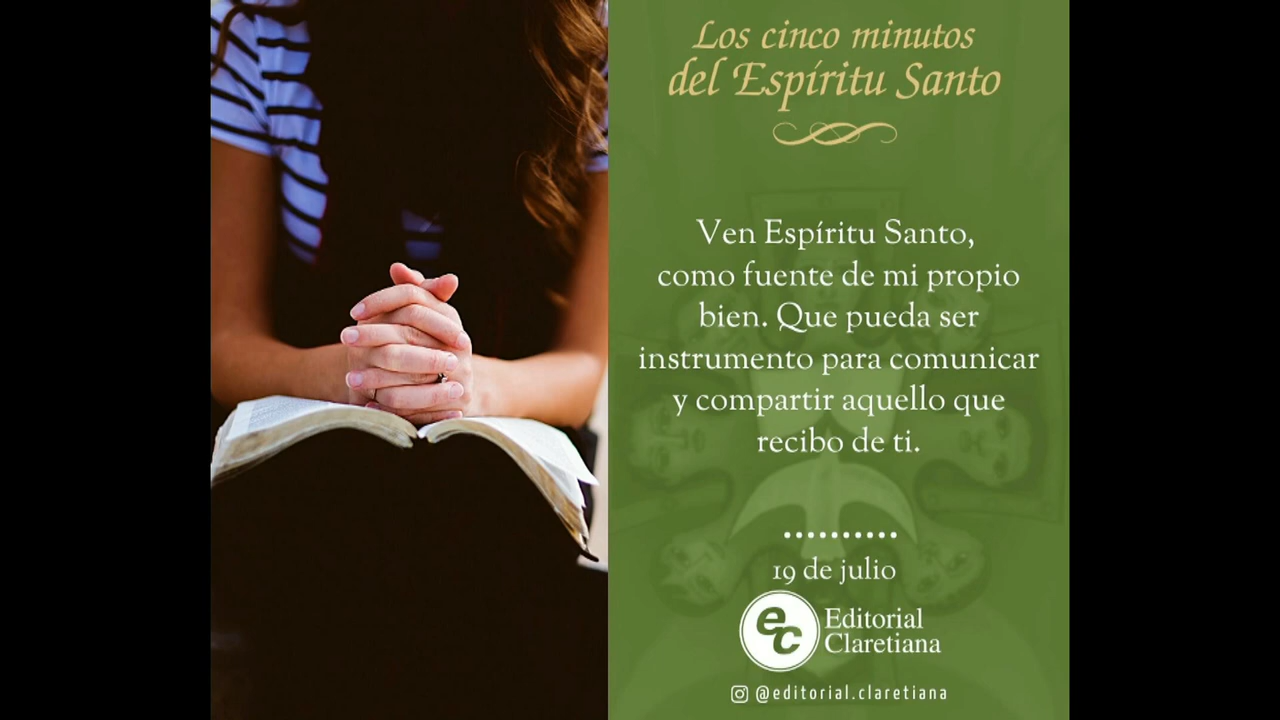 Los cinco minutos
del Espíritu Santo
Ven Espíritu Santo,
como fuente de mi propio
bien. Que pueda ser
instrumento para comunicar
y compartir aquello que
recibo de ti.
19 de julio
ec
Editorial
Claretiana
@editorial.claretiana